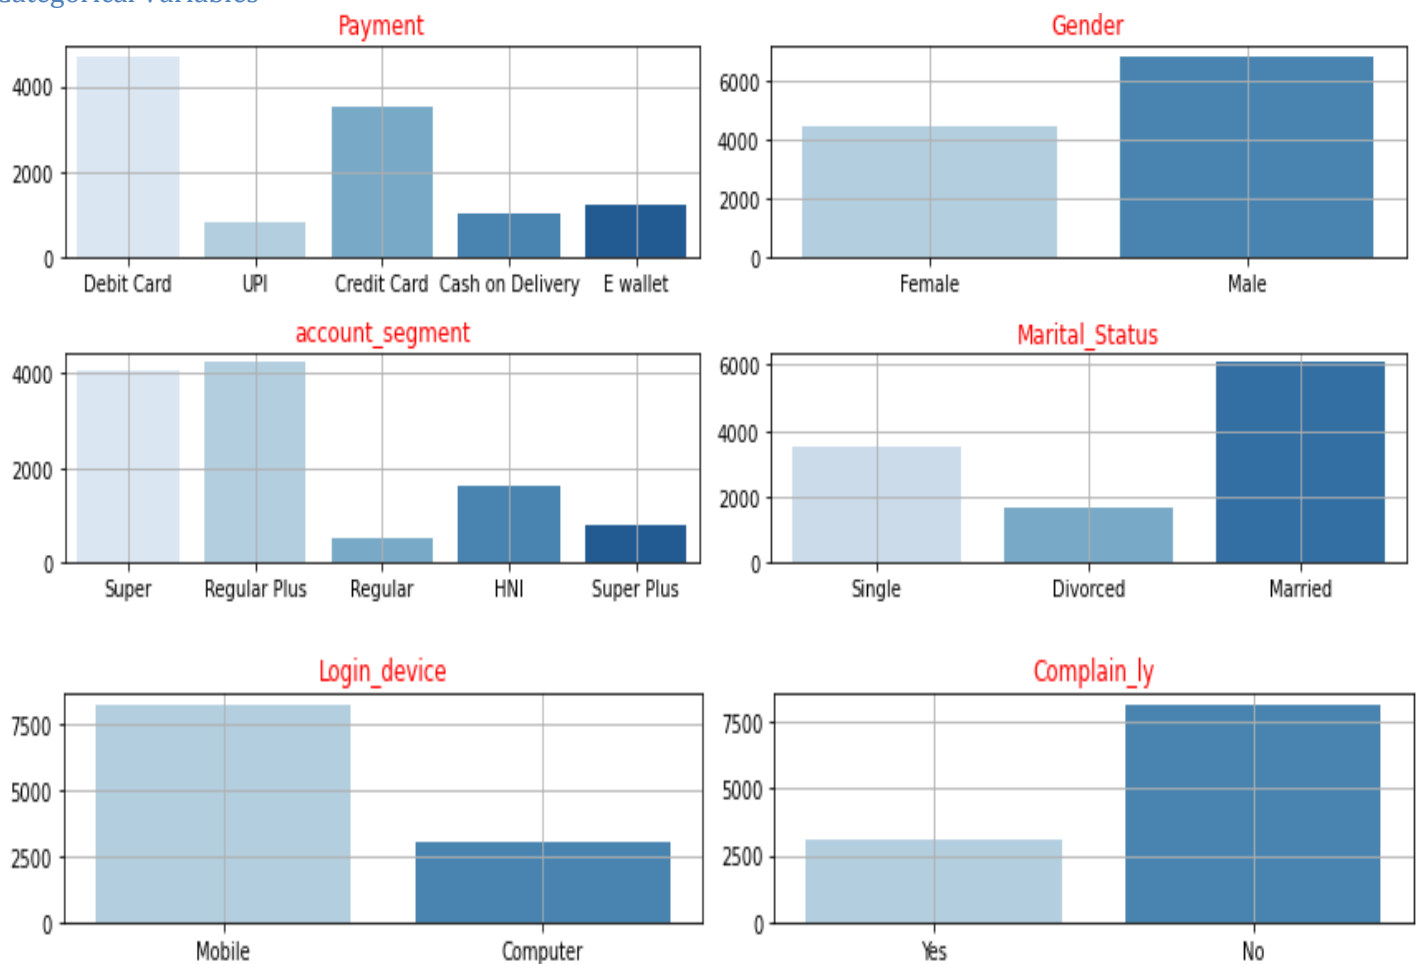 Categorical Variables
Payment
4000
2000
0
Debit Card UPI Credit Card Cash on Delivery E wallet
Gender
6000
4000
2000
0
Female Male
account_segment
4000
2000
0
Super Regular Plus Regular HNI Super Plus
Marital_Status
6000
4000
2000
0
Single Divorced Married
Login_device
7500
5000
2500
0
Mobile Computer
Complain_ly
7500
5000
2500
0
Yes No